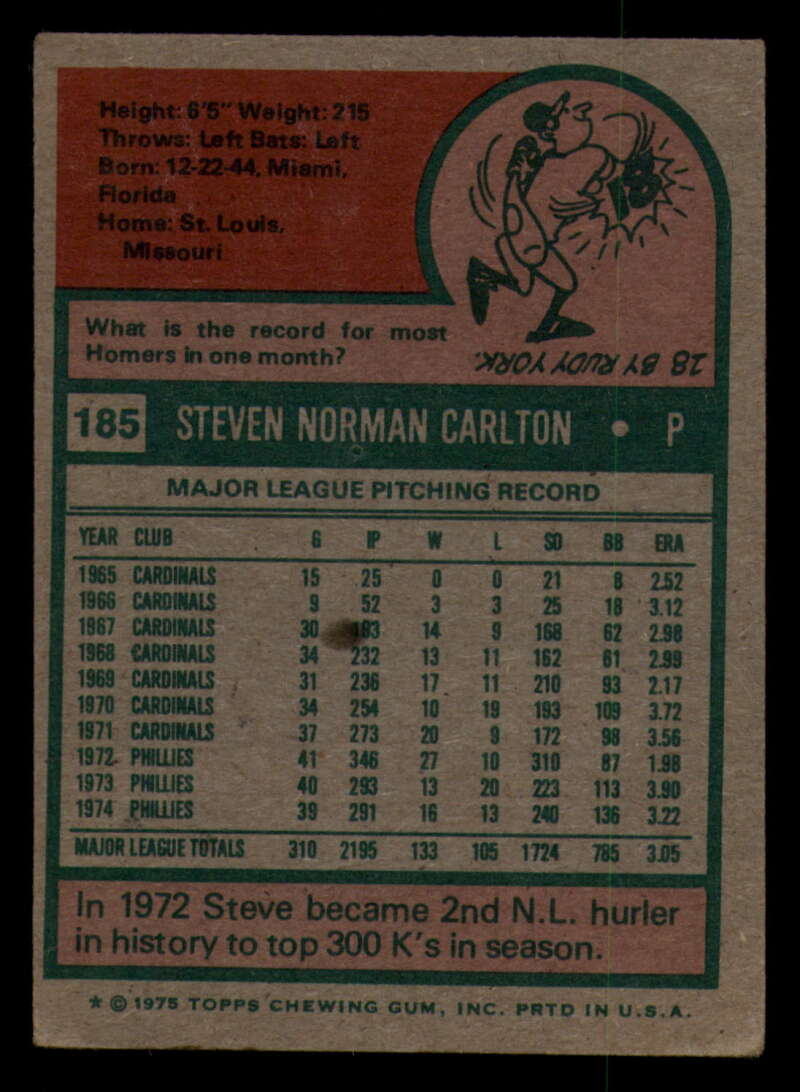 Height: 6'5" Weight: 215
Throws: Left Bats: Left
Born: 12-22-44, Miami,
Florida
Home: St. Louis,
Missouri
18
What is the record for most
Homers in one month?
18 BY RUDY YORK.
185 STEVEN NORMAN CARLTON • P
MAJOR LEAGUE PITCHING RECORD
YEAR CLUB G IP W L SO BB ERA
1965 CARDINALS 15 25 0 0 21 8 2.52
1966 CARDINALS 9 52 3 3 25 18 3.12
1967 CARDINALS 30 193 14 9 168 62 2.98
1968 CARDINALS 34 232 13 11 162 61 2.99
1969 CARDINALS 31 236 17 11 210 93 2.17
1970 CARDINALS 34 254 10 19 193 109 3.72
1971 CARDINALS 37 273 20 9 172 98 3.56
1972 PHILLIES 41 346 27 10 310 87 1.98
1973 PHILLIES 40 293 13 20 223 113 3.90
1974 PHILLIES 39 291 16 13 240 136 3.22
MAJOR LEAGUE TOTALS 310 2195 133 105 1724 785 3.05
In 1972 Steve became 2nd N.L. hurler
in history to top 300 K's in season.
* © 1975 TOPPS CHEWING GUM, INC. PRTD IN U.S.A.